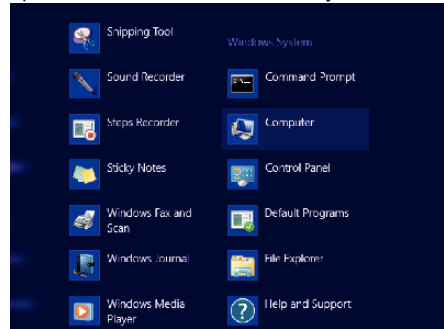 Snipping Tool
Sound Recorder
Steps Recorder
Sticky Notes
Windows Fax and
Scan
Windows Journal
Windows Media
Player
Windows System
Command Prompt
Computer
Control Panel
Default Programs
File Explorer
Help and Support